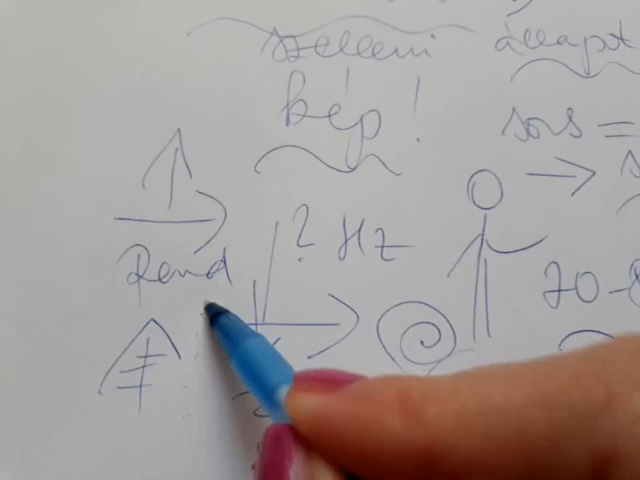 szellemi állapot
kép!
sors =
? Hz
Rend
70-